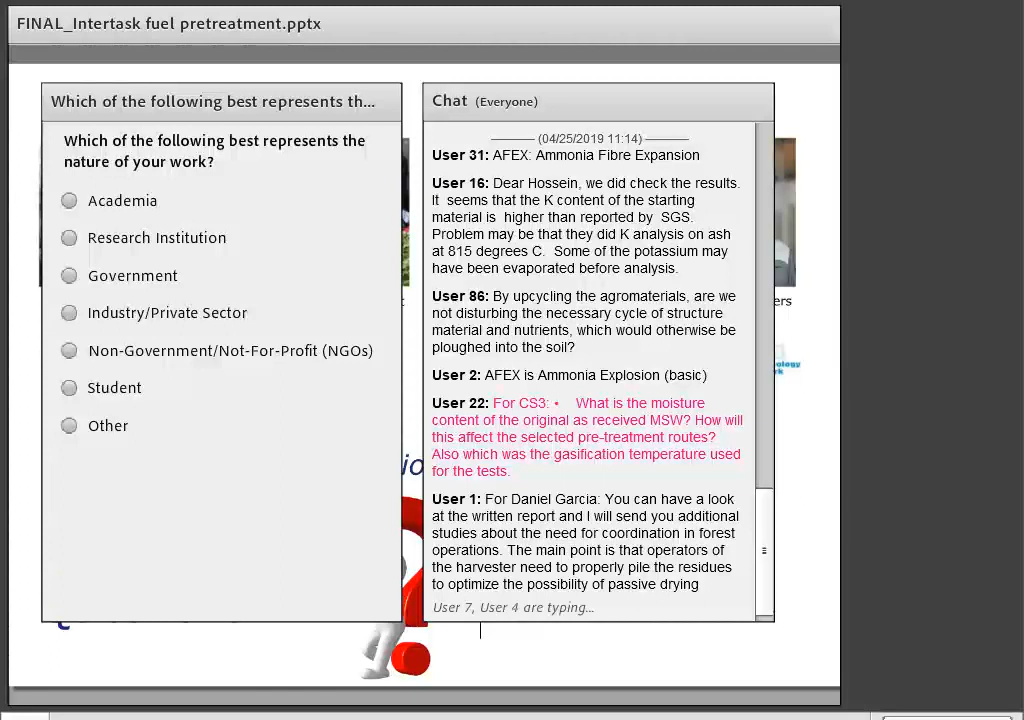 FINAL_Intertask fuel pretreatment.pptx
Which of the following best represents th...
Which of the following best represents the
nature of your work?
Academia
Research Institution
Government
Industry/Private Sector
Non-Government/Not-For-Profit (NGOs)
Student
Other
Chat (Everyone)
(04/25/2019 11:14)
User 31: AFEX: Ammonia Fibre Expansion
User 16: Dear Hossein, we did check the results.
It seems that the K content of the starting
material is higher than reported by SGS.
Problem may be that they did K analysis on ash
at 815 degrees C. Some of the potassium may
have been evaporated before analysis.
User 86: By upcycling the agromaterials, are we
not disturbing the necessary cycle of structure
material and nutrients, which would otherwise be
ploughed into the soil?
User 2: AFEX is Ammonia Explosion (basic)
User 22: For CS3: • What is the moisture
content of the original as received MSW? How will
this affect the selected pre-treatment routes?
Also which was the gasification temperature used
for the tests.
User 1: For Daniel Garcia: You can have a look
at the written report and I will send you additional
studies about the need for coordination in forest
operations. The main point is that operators of
the harvester need to properly pile the residues
to optimize the possibility of passive drying
User 7, User 4 are typing...
ers